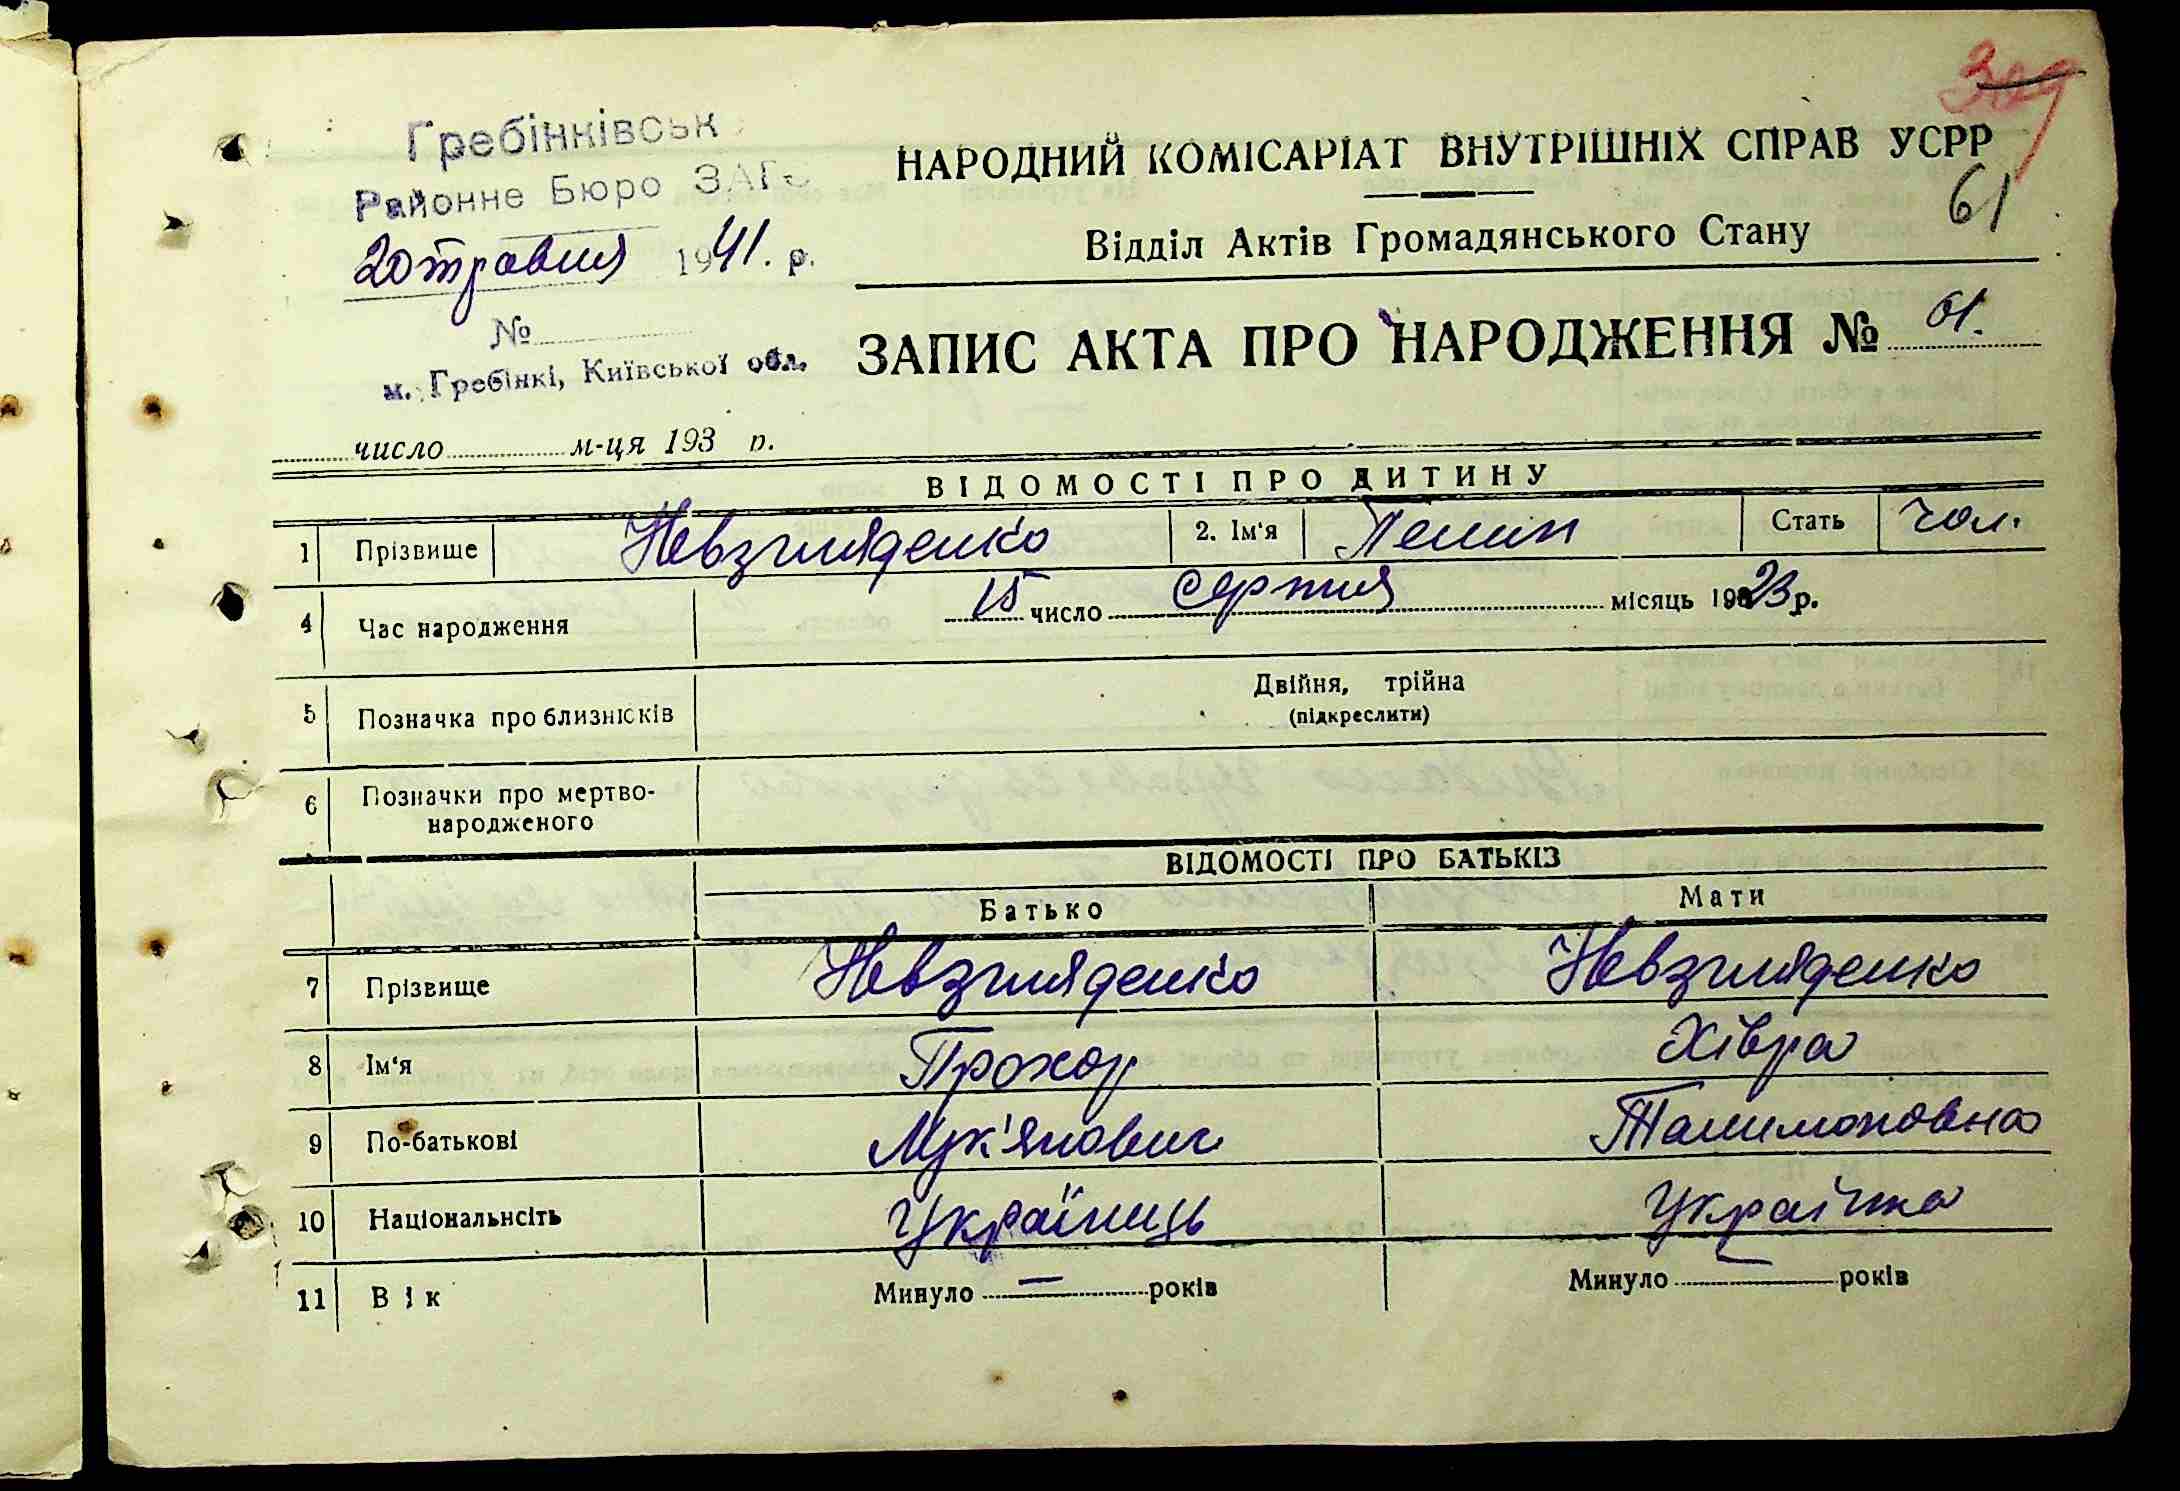 309
Гребінківськ
Районне Бюро ЗАГС
20 травня 1941. р.
№
м. Гребінкі, Київської обл.
НАРОДНИЙ КОМІСАРІАТ ВНУТРІШНІХ СПРАВ УСРР
61
Відділ Актів Громадянського Стану
ЗАПИС АКТА ПРО НАРОДЖЕННЯ № 61.
число м-ця 193 р.
ВІДОМОСТІ ПРО ДИТИНУ
1 Прізвище Невзгляденко 2. Ім'я Пилип Стать чол.
4 Час народження 15 число серпня місяць 1923 р.
5 Позначка про близнюків Двійня, трійна
(підкреслити)
6 Позначки про мертво-
народженого
ВІДОМОСТІ ПРО БАТЬКІВ
Батько Мати
7 Прізвище Невзгляденко Невзгляденко
8 Ім'я Прохор Хівря
9 По-батькові Лук'янович
10 Національнсіть Українець Українка
11 Вік Минуло — років Минуло — років